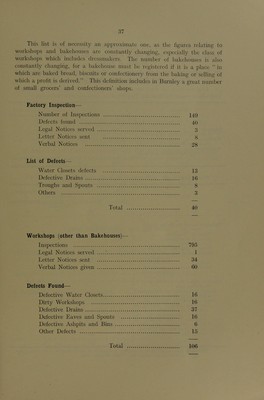 37
This list is of necessity an approximate one, as the figures relating to
workshops and bakehouses are constantly changing, especially the class of
workshops which includes dressmakers. The number of bakehouses is also
constantly changing, for a bakehouse must be registered if it is a place "in
which are baked bread, biscuits or confectionery from the baking or selling of
which a profit is derived." This definition includes in Burnley a great number
of small grocers' and confectioners' shops.
Factory Inspection—
Number of Inspections 149
Defects found 40
Legal Notices served 5
Letter Notices sent 8
Verbal Notices 28
List of Defects—
Water Closets defects 15
Defective Drains 16
Troughs and Spouts 6
Others 3
Total 40
Workshops (other than Bakehouses)—
Inspections 795
Legal Notices served 1
Letter Notices sent 34
Verbal Notices given 60
Defects Found—
Defective Water Closets 16
Dirty Workshops 16
Defective Drains 27
Defective Eaves and Spouts 16
Defective Ashpits and Bins 8
Other Defects 13
Total 106